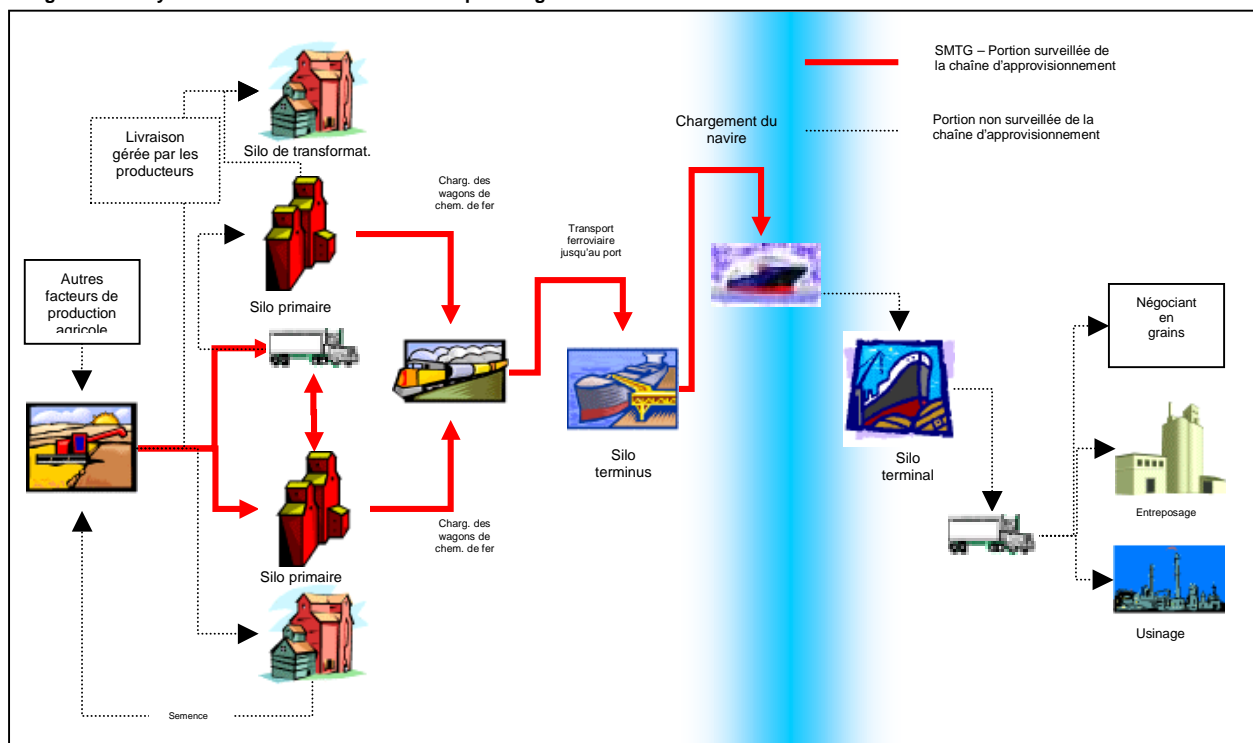 SMTG – Portion surveillée de
la chaîne d'approvisionnement
Portion non surveillée de la
chaîne d'approvisionnement
Chargement du
navire
Livraison
gérée par les
producteurs
Silo de transformat.
Charg. des
wagons de
chem. de fer
Transport
ferroviaire
jusqu'au port
Autres
facteurs de
production
agricole
Silo primaire
Négociant
en
grains
Silo
terminus
Silo
terminal
Entreposage
Charg. des
wagons de
chem. de fer
Silo primaire
Usinage
Semence